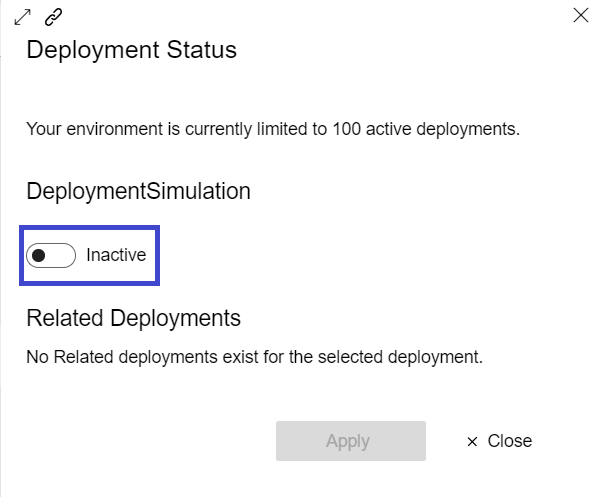 Deployment Status
Your environment is currently limited to 100 active deployments.
DeploymentSimulation
Inactive
Related Deployments
No Related deployments exist for the selected deployment.
Apply
Close